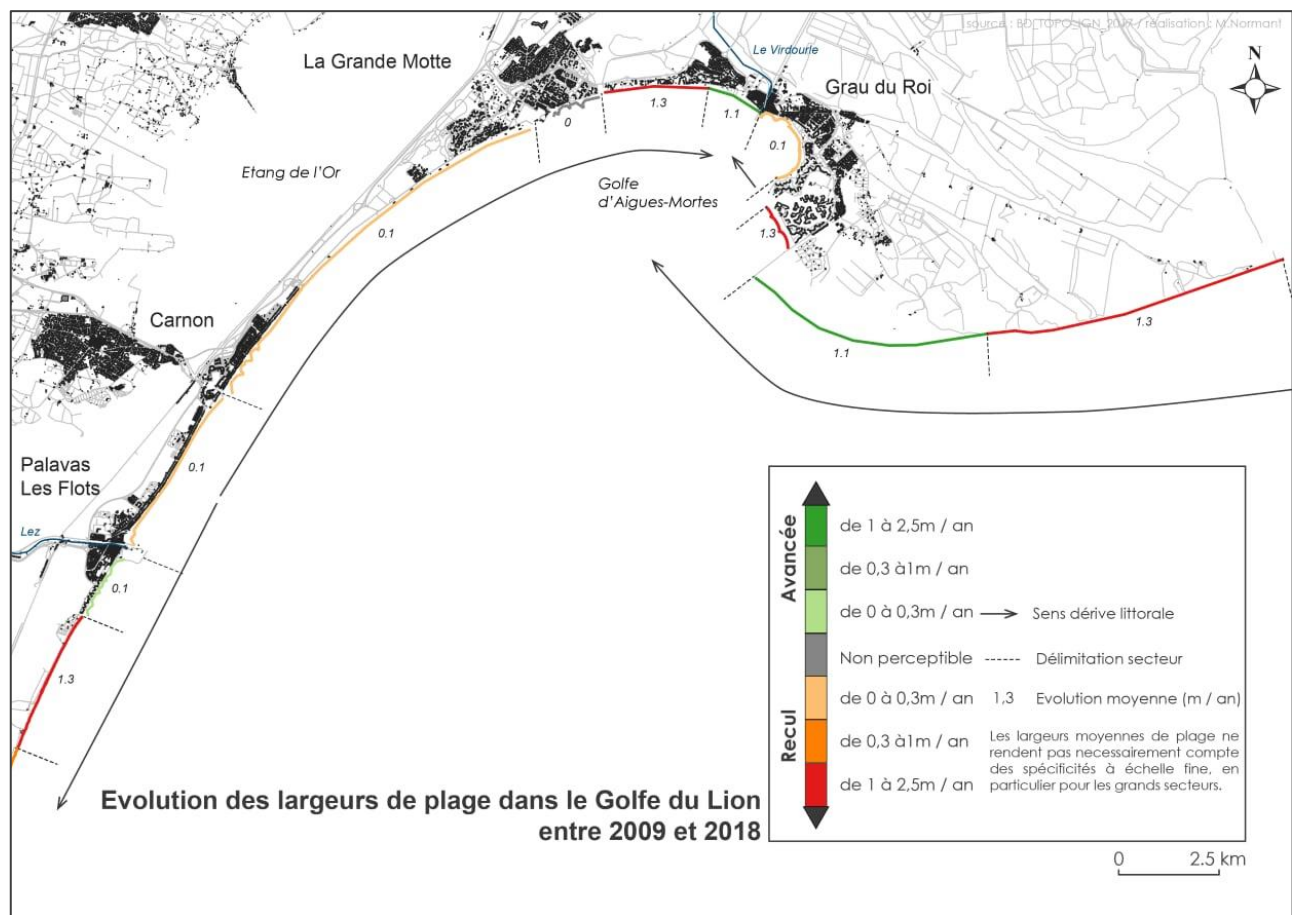 source : BD_TOPO_IGN_2017 / réalisation : M.Normant
La Grande Motte
Le Virdourie
N
Grau du Roi
0
1.3
1.1
0.1
Etang de l'Or
Golfe
d'Aigues-Mortes
0.1
1.3
Carnon
1.1
1.3
Palavas
Les Flots
0.1
Lez
0.1
1.3
Avancée
de 1 à 2,5m / an
de 0,3 à1m / an
de 0 à 0,3m / an
Sens dérive littorale
Non perceptible
Délimitation secteur
Recul
de 0 à 0,3m / an
1,3 Evolution moyenne (m / an)
de 0,3 à1m / an
de 1 à 2,5m / an
Les largeurs moyennes de plage ne
rendent pas necessairement compte
des spécificités à échelle fine, en
particulier pour les grands secteurs.
Evolution des largeurs de plage dans le Golfe du Lion
entre 2009 et 2018
0 2.5 km